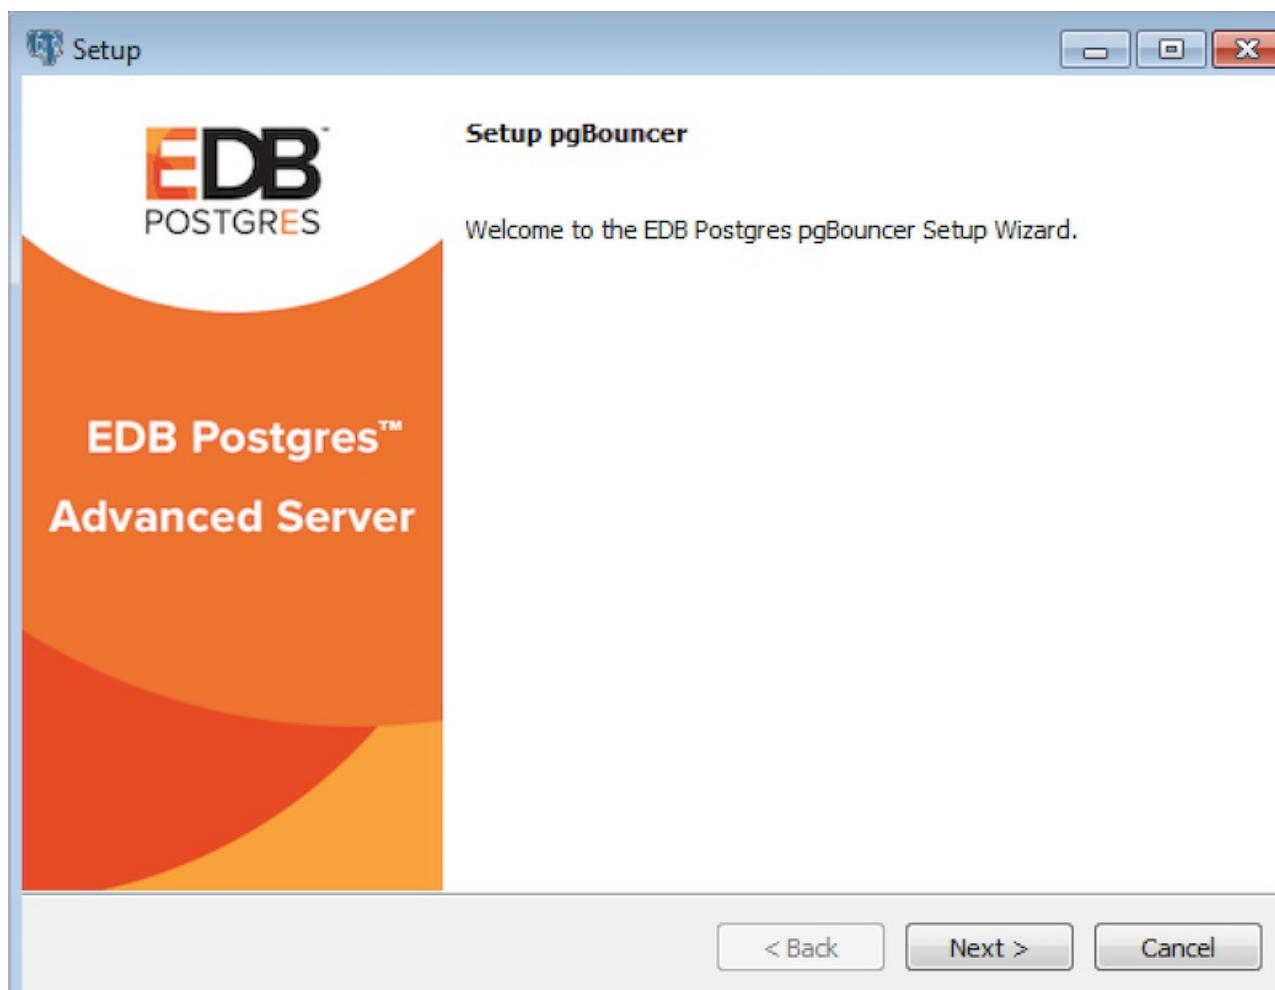 Setup
EDB™
POSTGRES
Setup pgBouncer
Welcome to the EDB Postgres pgBouncer Setup Wizard.
EDB Postgres™
Advanced Server
< Back
Next >
Cancel